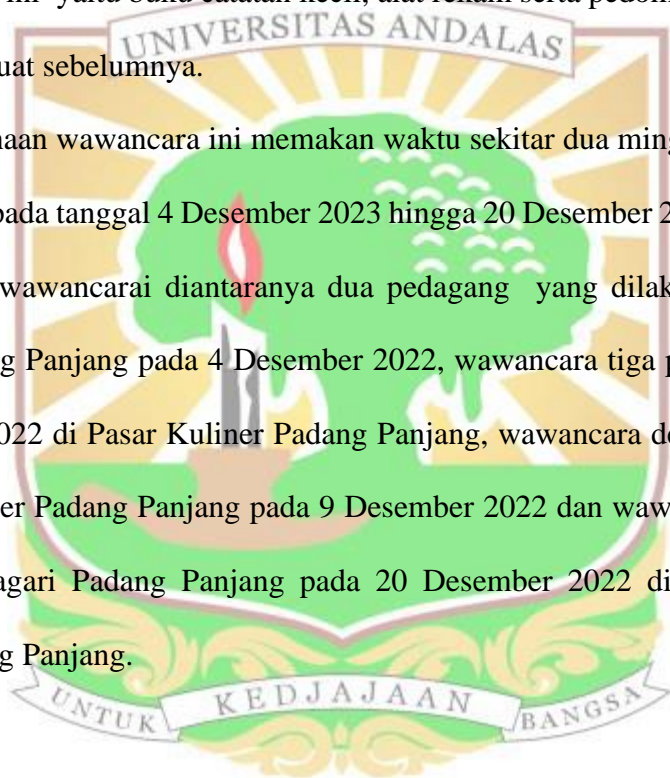 ini yaitu buku catatan kecil, alat rekam serta pedom
UNIVERSITAS ANDALAS
uat sebelumnya.
naan wawancara ini memakan waktu sekitar dua ming
pada tanggal 4 Desember 2023 hingga 20 Desember 2
wawancarai diantaranya dua pedagang yang dilak
ng Panjang pada 4 Desember 2022, wawancara tiga p
022 di Pasar Kuliner Padang Panjang, wawancara de
er Padang Panjang pada 9 Desember 2022 dan waw
agari Padang Panjang pada 20 Desember 2022 di
g Panjang.
UNTUK KEDJAJAAN BANGSA